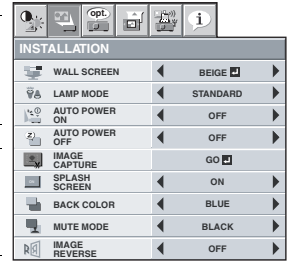 opt.
INSTALLATION
WALL SCREEN BEIGE
LAMP MODE STANDARD
AUTO POWER ON OFF
AUTO POWER OFF OFF
IMAGE CAPTURE GO
SPLASH SCREEN ON
BACK COLOR BLUE
MUTE MODE BLACK
IMAGE REVERSE OFF